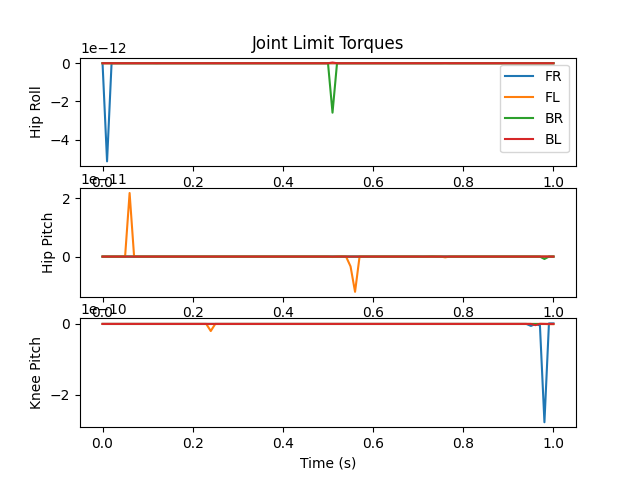 Joint Limit Torques
1e−12
0
−2
−4
Hip Roll
FR
FL
BR
BL
0.0 0.2 0.4 0.6 0.8 1.0
1e−11
2
0
Hip Pitch
0.0 0.2 0.4 0.6 0.8 1.0
1e−10
0
−2
Knee Pitch
0.0 0.2 0.4 0.6 0.8 1.0
Time (s)